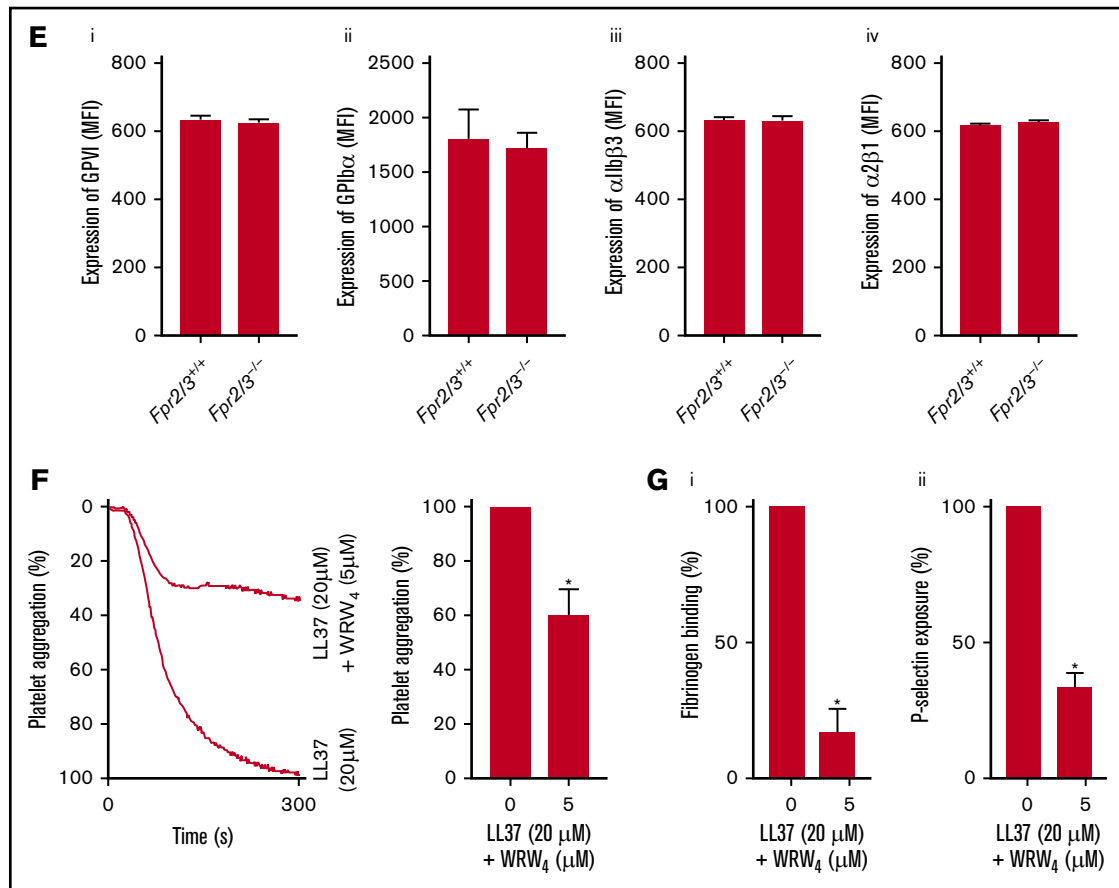 E
i
Expression of GPVI (MFI)
800
600
400
200
0
Fpr2/3+/+
Fpr2/3−/−
ii
Expression of GPIbα (MFI)
2500
2000
1500
1000
500
0
Fpr2/3+/+
Fpr2/3−/−
iii
Expression of αIIbβ3 (MFI)
800
600
400
200
0
Fpr2/3+/+
Fpr2/3−/−
iv
Expression of α2β1 (MFI)
800
600
400
200
0
Fpr2/3+/+
Fpr2/3−/−
F
Platelet aggregation (%)
0
20
40
60
80
100
0
300
Time (s)
LL37 (20μM)
+ WRW4 (5μM)
LL37
(20μM)
Platelet aggregation (%)
100
80
60
40
20
0
*
0
5
LL37 (20 μM)
+ WRW4 (μM)
G
i
Fibrinogen binding (%)
100
50
0
*
0
5
LL37 (20 μM)
+ WRW4 (μM)
ii
P-selectin exposure (%)
100
50
0
*
0
5
LL37 (20 μM)
+ WRW4 (μM)